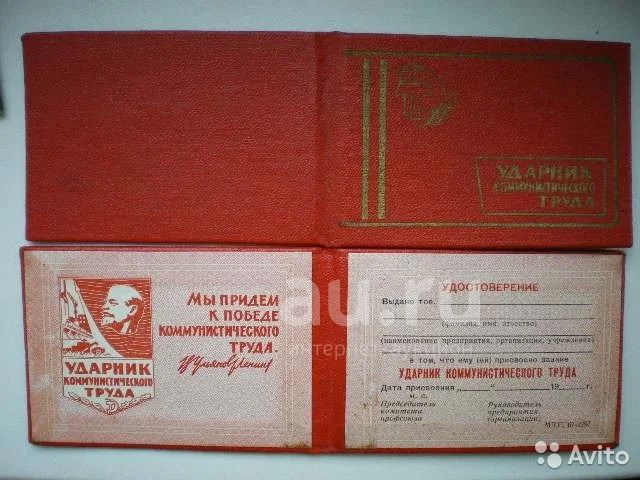 УДАРНИК
КОММУНИСТИЧЕСКОГО
ТРУДА
УДАРНИК
КОММУНИСТИЧЕСКОГО
ТРУДА
МЫ ПРИДЕМ
К ПОБЕДЕ
КОММУНИСТИЧЕСКОГО
ТРУДА.
В Ульянов (Ленин)
УДОСТОВЕРЕНИЕ
Выдано тов.
(фамилия, имя, отчество)
(наименование предприятия, организации, учреждения)
в том, что ему (ей) присвоено звание
УДАРНИК КОММУНИСТИЧЕСКОГО ТРУДА
Дата присвоения „ “ 19 г.
м. п.
Председатель
комитета
профсоюза
Руководитель
предприятия
(организации)
au.ru
Avito